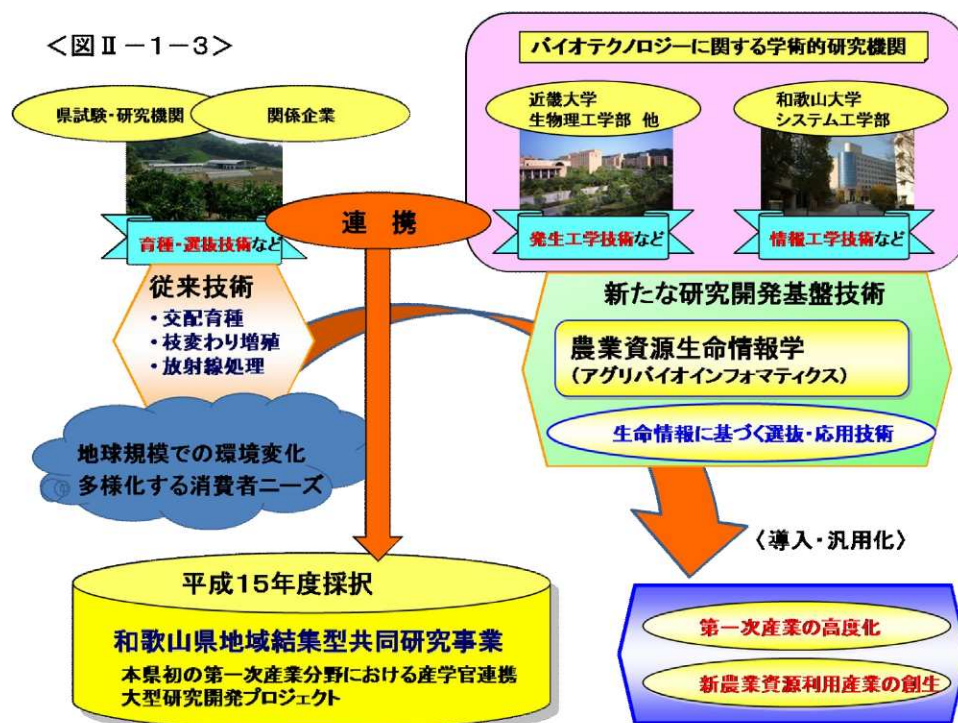 ＜図Ⅱ－１－３＞
バイオテクノロジーに関する学術的研究機関
県試験・研究機関
関係企業
近畿大学
生物理工学部 他
和歌山大学
システム工学部
連 携
育種・選抜技術など
発生工学技術など
情報工学技術など
従来技術
・交配育種
・枝変わり増殖
・放射線処理
新たな研究開発基盤技術
農業資源生命情報学
（アグリバイオインフォマティクス）
生命情報に基づく選抜・応用技術
地球規模での環境変化
多様化する消費者ニーズ
〈導入・汎用化〉
平成１５年度採択
和歌山県地域結集型共同研究事業
本県初の第一次産業分野における産学官連携
大型研究開発プロジェクト
第一次産業の高度化
新農業資源利用産業の創生